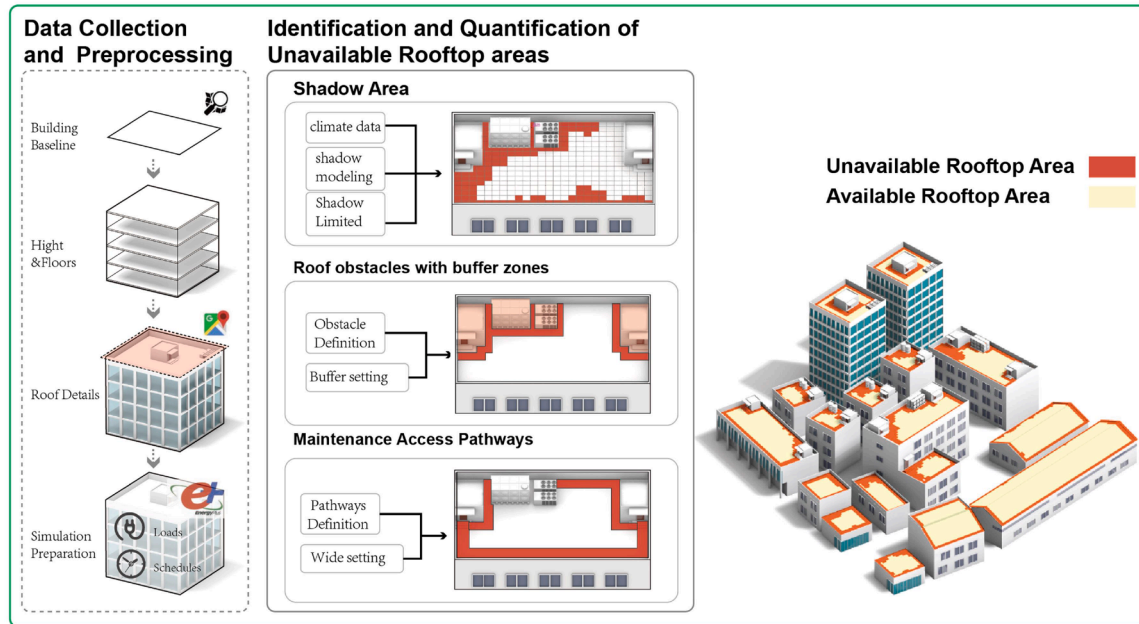 Data Collection
and Preprocessing
Building
Baseline
Hight
&Floors
Roof Details
Simulation
Preparation
e+
EnergyPlus
Loads
Schedules
Identification and Quantification of
Unavailable Rooftop areas
Shadow Area
climate data
shadow
modeling
Shadow
Limited
Roof obstacles with buffer zones
Obstacle
Definition
Buffer setting
Maintenance Access Pathways
Pathways
Definition
Wide setting
Unavailable Rooftop Area
Available Rooftop Area